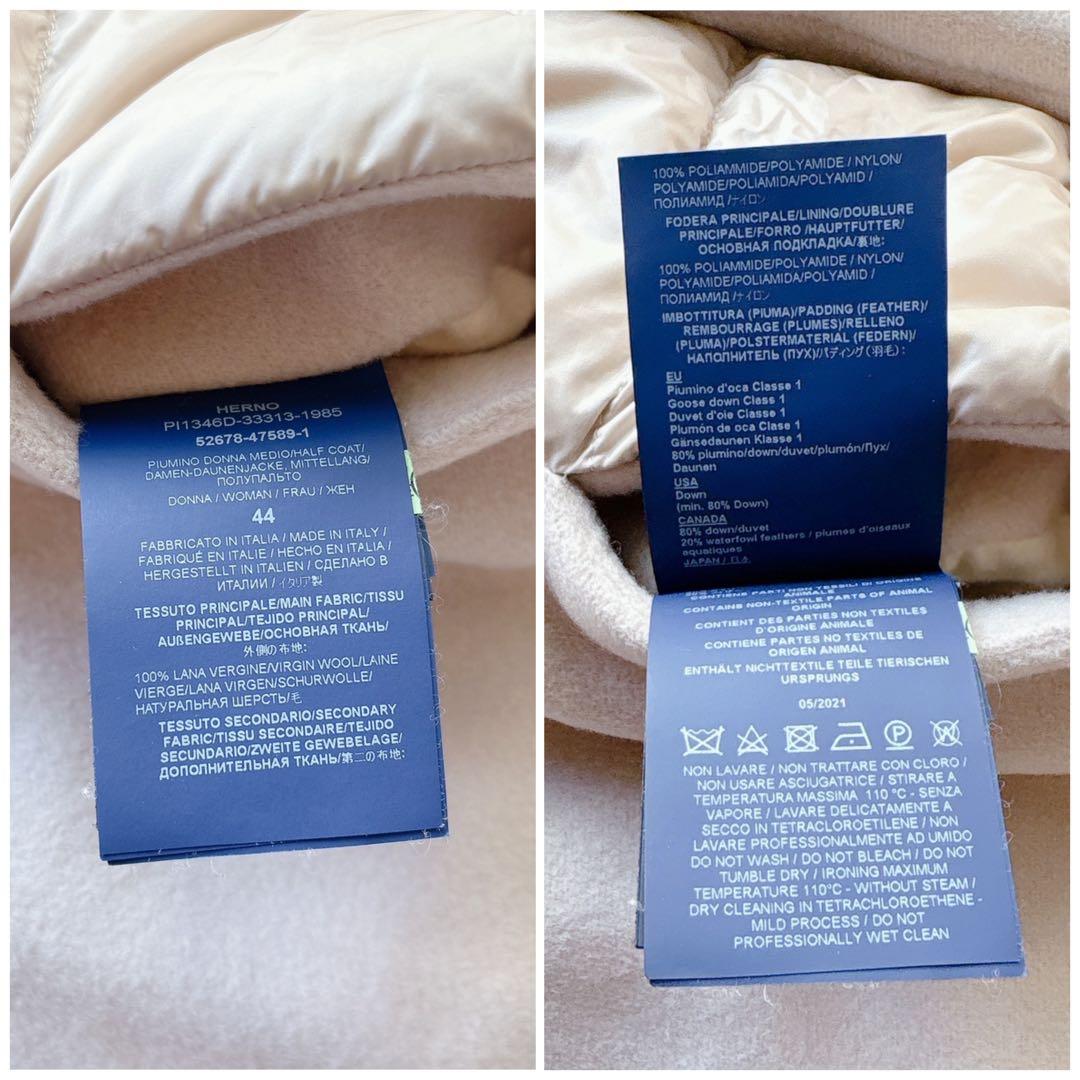 HERNO
PI1346D-33313-1985
52678-47589-1
PIUMINO DONNA MEDIO/HALF COAT/
DAMEN-DAUNENJACKE, MITTELLANG/
ПОЛУПАЛЬТО
DONNA / WOMAN / FRAU / ЖЕН
44
FABBRICATO IN ITALIA / MADE IN ITALY /
FABRIQUÉ EN ITALIE / HECHO EN ITALIA /
HERGESTELLT IN ITALIEN / СДЕЛАНО В
ИТАЛИИ / イタリア製
TESSUTO PRINCIPALE/MAIN FABRIC/TISSU
PRINCIPAL/TEJIDO PRINCIPAL/
AUßENGEWEBE/ОСНОВНАЯ ТКАНЬ/
外側の布地:
100% LANA VERGINE/VIRGIN WOOL/LAINE
VIERGE/LANA VIRGEN/SCHURWOLLE/
НАТУРАЛЬНАЯ ШЕРСТЬ/毛
TESSUTO SECONDARIO/SECONDARY
FABRIC/TISSU SECONDAIRE/TEJIDO
SECUNDARIO/ZWEITE GEWEBELAGE/
ДОПОЛНИТЕЛЬНАЯ ТКАНЬ/第二の布地:
100% POLIAMMIDE/POLYAMIDE / NYLON/
POLYAMIDE/POLIAMIDA/POLYAMID /
ПОЛИАМИД /ナイロン
FODERA PRINCIPALE/LINING/DOUBLURE
PRINCIPALE/FORRO /HAUPTFUTTER/
ОСНОВНАЯ ПОДКЛАДКА/裏地:
100% POLIAMMIDE/POLYAMIDE / NYLON/
POLYAMIDE/POLIAMIDA/POLYAMID /
ПОЛИАМИД /ナイロン
IMBOTTITURA (PIUMA)/PADDING (FEATHER)/
REMBOURRAGE (PLUMES)/RELLENO
(PLUMA)/POLSTERMATERIAL (FEDERN)/
НАПОЛНИТЕЛЬ (ПУХ)/パディング(羽毛):
EU
Piumino d'oca Classe 1
Goose down Class 1
Duvet d'oie Classe 1
Plumón de oca Classe 1
Gänsedaunen Klasse 1
80% piumino/down/duvet/plumón/Пух/
Daunen
USA
Down
(min. 80% Down)
CANADA
80% down/duvet
20% waterfowl feathers / plumes d'oiseaux
aquatiques
JAPAN / 日本
CONTIENE PARTI NON TESSILI DI ORIGINE
ANIMALE
CONTAINS NON-TEXTILE PARTS OF ANIMAL
ORIGIN
CONTIENT DES PARTIES NON TEXTILES
D'ORIGINE ANIMALE
CONTIENE PARTES NO TEXTILES DE
ORIGEN ANIMAL
ENTHÄLT NICHTTEXTILE TEILE TIERISCHEN
URSPRUNGS
05/2021
P
NON LAVARE / NON TRATTARE CON CLORO /
NON USARE ASCIUGATRICE / STIRARE A
TEMPERATURA MASSIMA 110 °C - SENZA
VAPORE / LAVARE DELICATAMENTE A
SECCO IN TETRACLOROETILENE / NON
LAVARE PROFESSIONALMENTE AD UMIDO
DO NOT WASH / DO NOT BLEACH / DO NOT
TUMBLE DRY / IRONING MAXIMUM
TEMPERATURE 110°C - WITHOUT STEAM /
DRY CLEANING IN TETRACHLOROETHENE -
MILD PROCESS / DO NOT
PROFESSIONALLY WET CLEAN